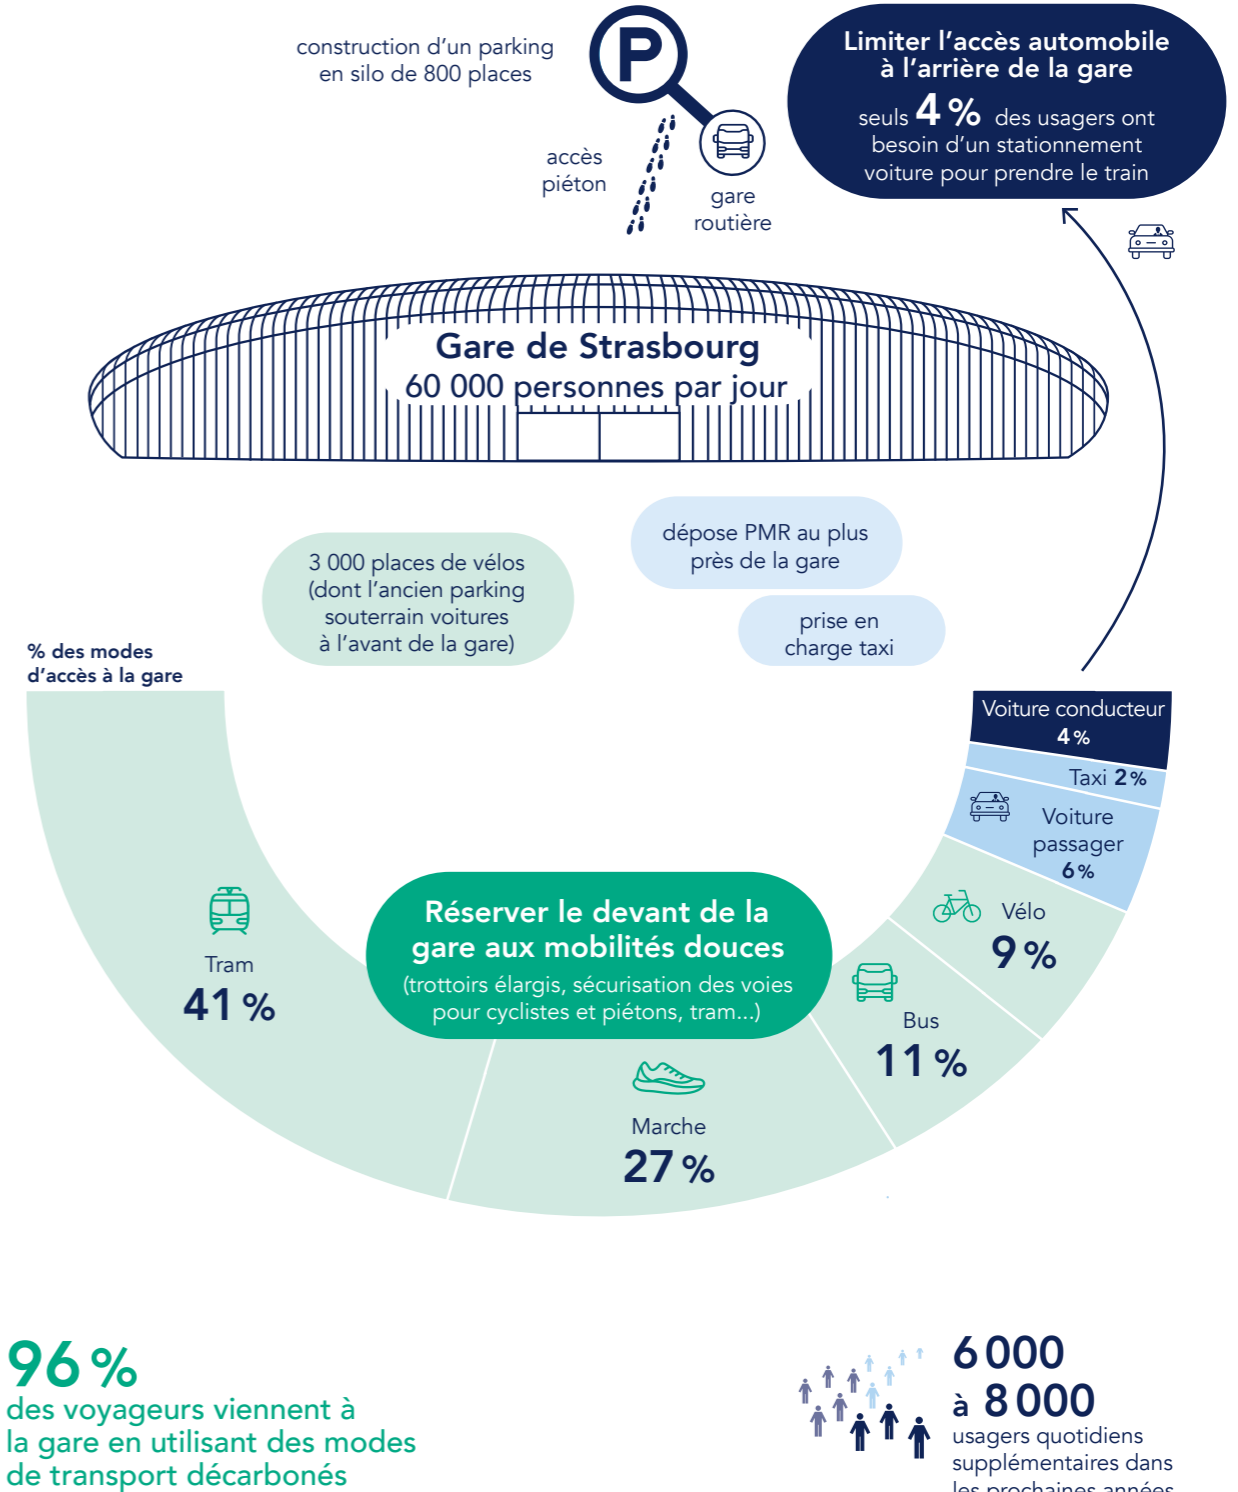 construction d’un parking
en silo de 800 places
P
accès
piéton
gare
routière
Limiter l’accès automobile
à l’arrière de la gare
seuls 4 % des usagers ont
besoin d’un stationnement
voiture pour prendre le train
Gare de Strasbourg
60 000 personnes par jour
3 000 places de vélos
(dont l’ancien parking
souterrain voitures
à l’avant de la gare)
dépose PMR au plus
près de la gare
prise en
charge taxi
% des modes
d’accès à la gare
Voiture conducteur
4 %
Taxi 2 %
Voiture
passager
6 %
Vélo
9 %
Bus
11 %
Marche
27 %
Tram
41 %
Réserver le devant de la
gare aux mobilités douces
(trottoirs élargis, sécurisation des voies
pour cyclistes et piétons, tram...)
96 %
des voyageurs viennent à
la gare en utilisant des modes
de transport décarbonés
6 000
à 8 000
usagers quotidiens
supplémentaires dans
les prochaines années